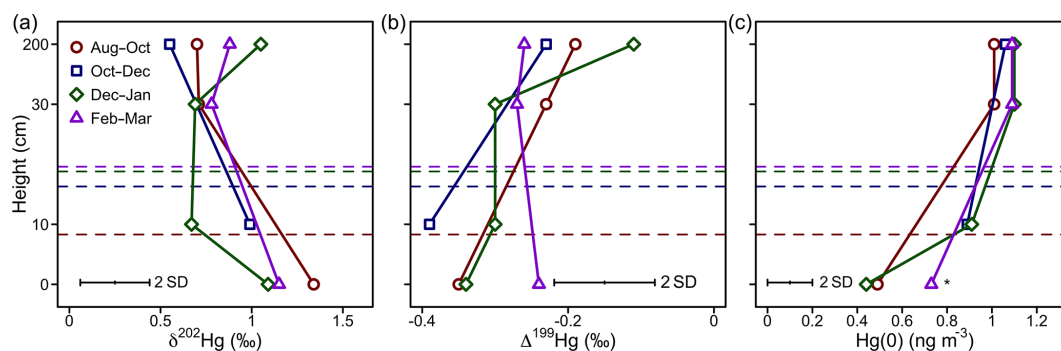 (a) (b) (c)
Height (cm)
200
30
10
0
Aug–Oct
Oct–Dec
Dec–Jan
Feb–Mar
2 SD 2 SD 2 SD
*
0 0.5 1 1.5
-0.4 -0.2 0
0 0.2 0.4 0.6 0.8 1 1.2
δ²⁰²Hg (‰) Δ¹⁹⁹Hg (‰) Hg(0) (ng m⁻³)